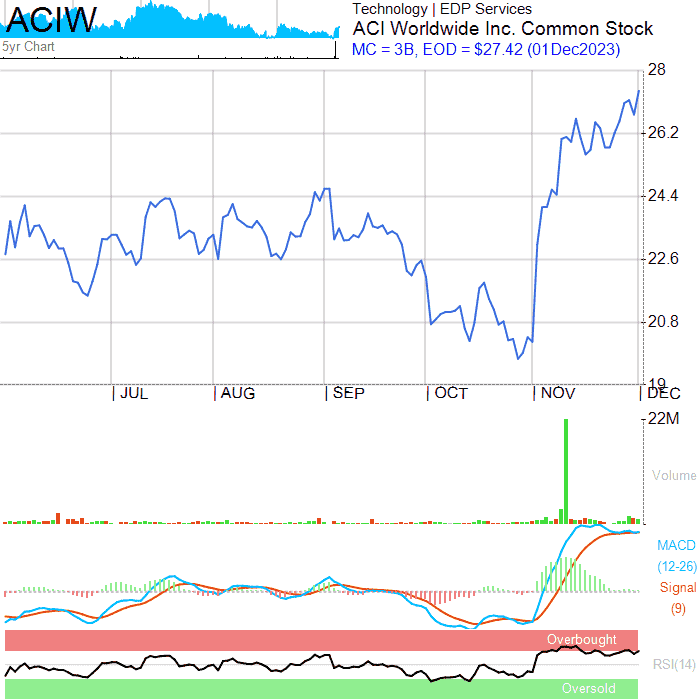 ACIW
5yr Chart
Technology | EDP Services
ACI Worldwide Inc. Common Stock
MC = 3B, EOD = $27.42 (01Dec2023)
28
26.2
24.4
22.6
20.8
19
JUL
AUG
SEP
OCT
NOV
DEC
22M
Volume
MACD
(12-26)
Signal
(9)
Overbought
RSI(14)
Oversold